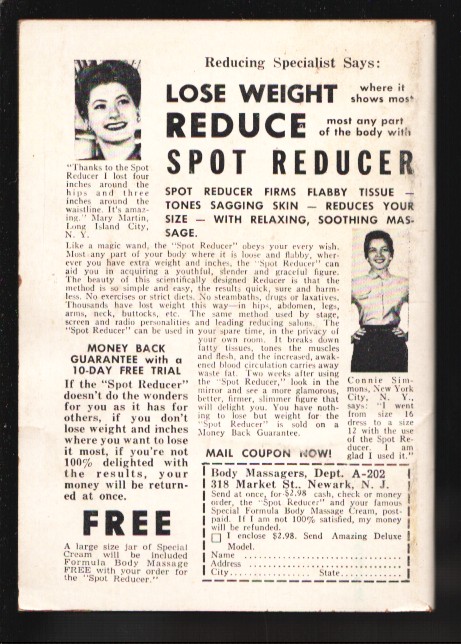 Reducing Specialist Says:
LOSE WEIGHT where it
shows most
REDUCE most any part
of the body with
SPOT REDUCER
SPOT REDUCER FIRMS FLABBY TISSUE —
TONES SAGGING SKIN — REDUCES YOUR
SIZE — WITH RELAXING, SOOTHING MAS-
SAGE.
"Thanks to the Spot
Reducer I lost four
inches around the
hips and three
inches around the
waistline. It's amaz-
ing." Mary Martin,
Long Island City,
N. Y.
Like a magic wand, the "Spot Reducer" obeys your every wish.
Most any part of your body where it is loose and flabby, wher-
ever you have extra weight and inches, the "Spot Reducer" can
aid you in acquiring a youthful, slender and graceful figure.
The beauty of this scientifically designed Reducer is that the
method is so simple and easy, the results quick, sure and harm-
less. No exercises or strict diets. No steambaths, drugs or laxatives.
Thousands have lost weight this way—in hips, abdomen, legs,
arms, neck, buttocks, etc. The same method used by stage,
screen and radio personalities and leading reducing salons. The
"Spot Reducer" can be used in your spare time, in the privacy of
your own room. It breaks down
fatty tissues, tones the muscles
and flesh, and the increased, awak-
ened blood circulation carries away
waste fat. Two weeks after using
the "Spot Reducer," look in the
mirror and see a more glamorous,
better, firmer, slimmer figure that
will delight you. You have noth-
ing to lose but weight for the
"Spot Reducer" is sold on a
Money Back Guarantee.
MONEY BACK
GUARANTEE with a
10-DAY FREE TRIAL
If the "Spot Reducer"
doesn't do the wonders
for you as it has for
others, if you don't
lose weight and inches
where you want to lose
it most, if you're not
100% delighted with
the results, your
money will be return-
ed at once.
FREE
A large size jar of Special
Cream will be included
Formula Body Massage
FREE with your order for
the "Spot Reducer."
Connie Sim-
mons, New York
City, N. Y.,
says: "I went
from size 16
dress to a size
12 with the use
of the Spot Re-
ducer. I am
glad I used it."
MAIL COUPON NOW!
Body Massagers, Dept. A-202
318 Market St., Newark, N. J.
Send at once, for $2.98 cash, check or money
order, the "Spot Reducer" and your famous
Special Formula Body Massage Cream, post-
paid. If I am not 100% satisfied, my money
will be refunded.
I enclose $2.98. Send Amazing Deluxe
Model.
Name
Address
City State